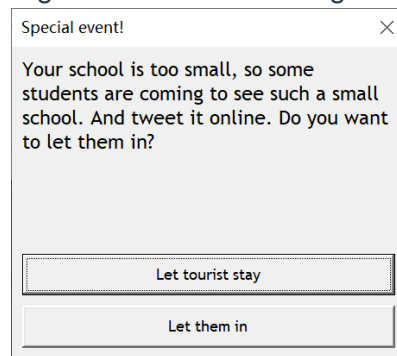 Special event!
Your school is too small, so some
students are coming to see such a small
school. And tweet it online. Do you want
to let them in?
Let tourist stay
Let them in